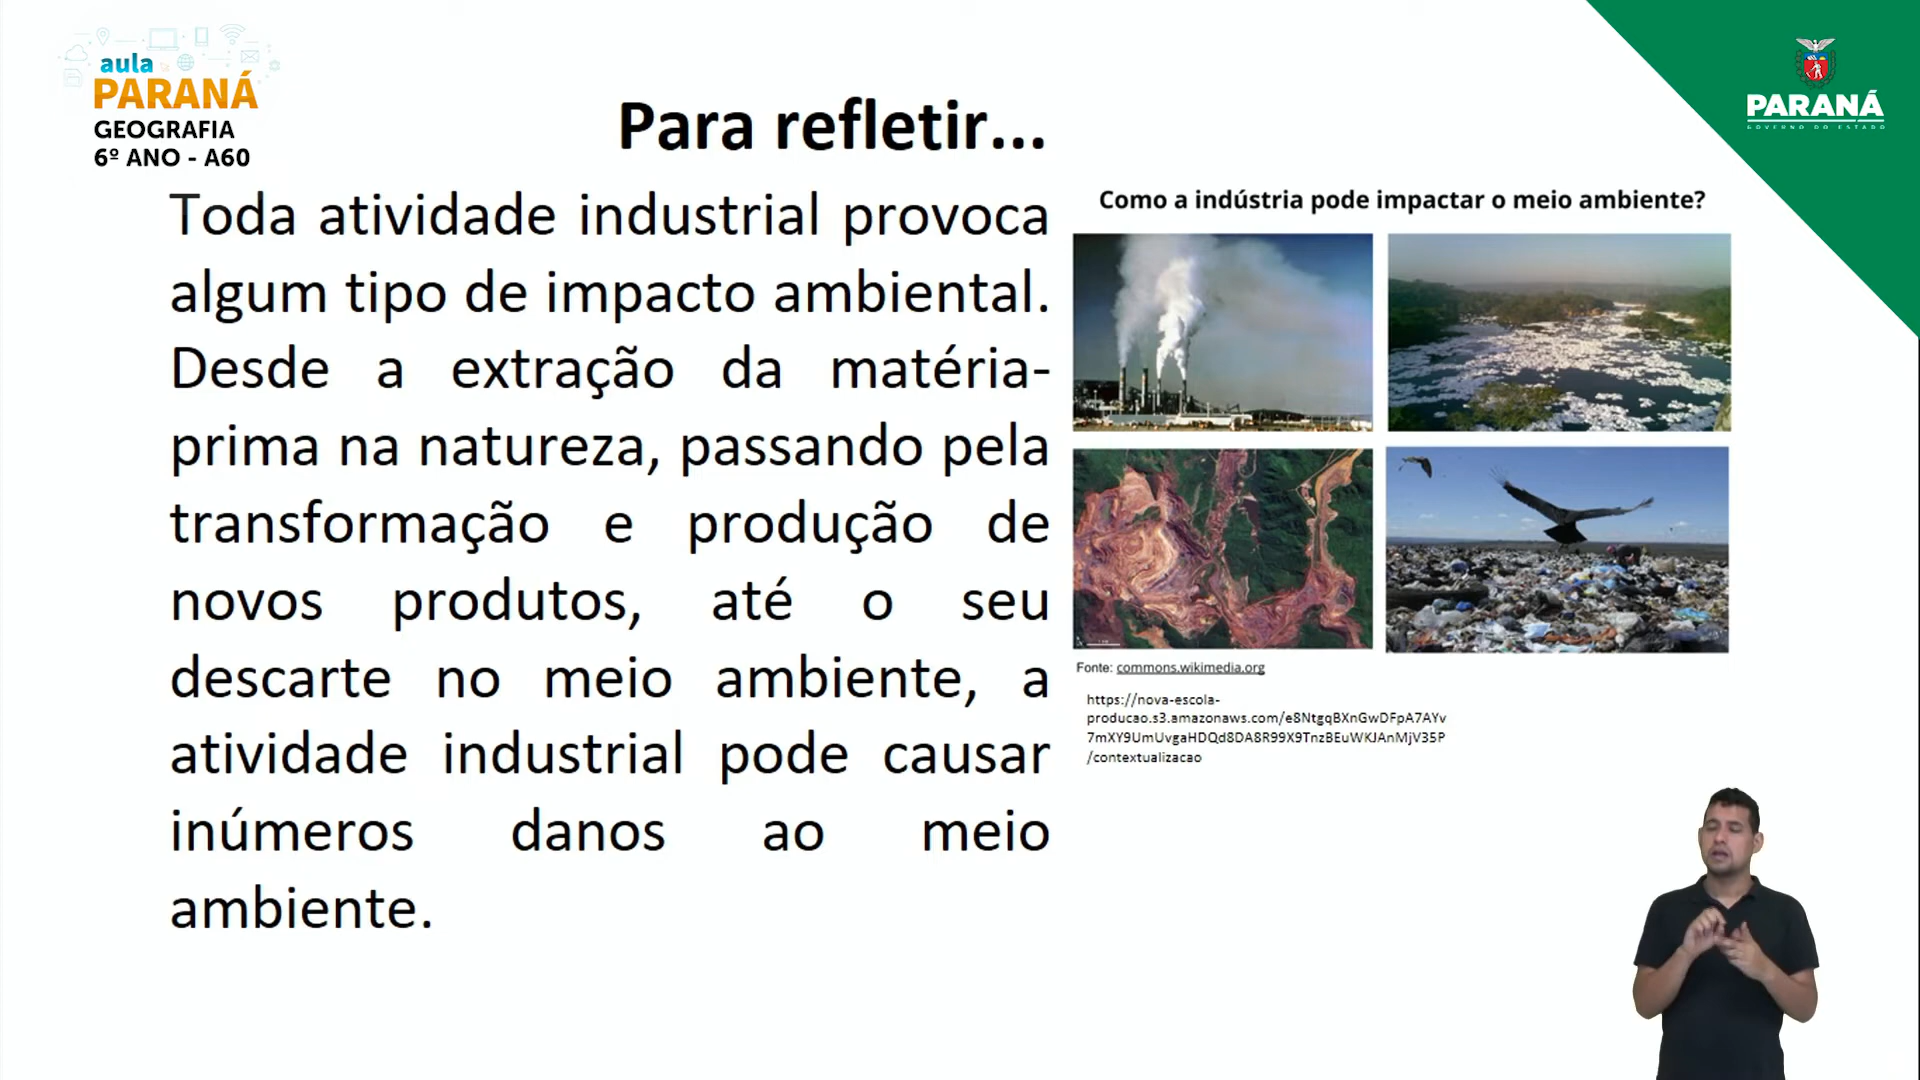 aula
PARANÁ
GEOGRAFIA
6º ANO - A60
PARANÁ
GOVERNO DO ESTADO
Para refletir...
Toda atividade industrial provoca
algum tipo de impacto ambiental.
Desde a extração da matéria-
prima na natureza, passando pela
transformação e produção de
novos produtos, até o seu
descarte no meio ambiente, a
atividade industrial pode causar
inúmeros danos ao meio
ambiente.
Como a indústria pode impactar o meio ambiente?
Fonte: commons.wikimedia.org
https://nova-escola-
producao.s3.amazonaws.com/e8NtgqBXnGwDFpA7AYv
7mXY9UmUvgaHDQd8DA8R99X9TnzBEuWKJAnMjV35P
/contextualizacao